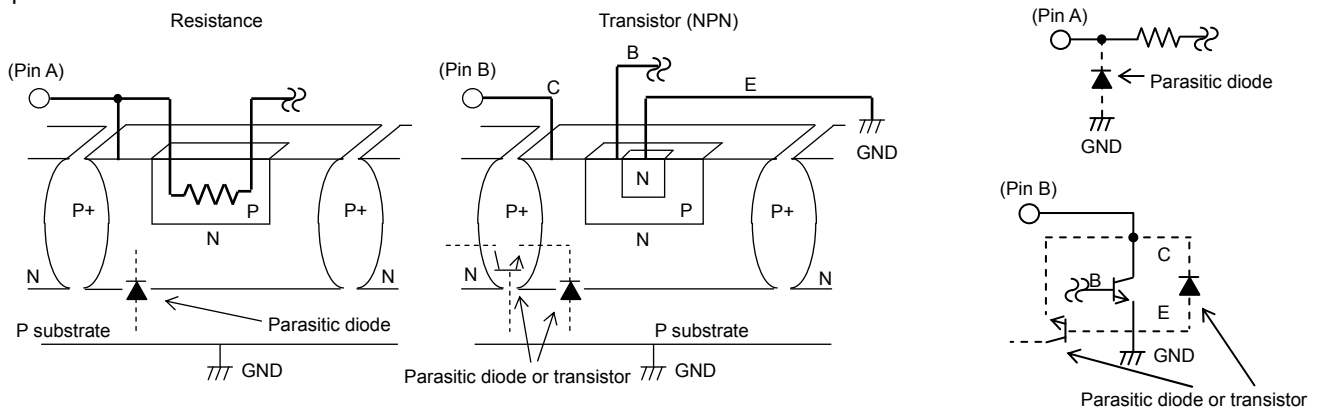 Resistance
(Pin A)
P+
P
P+
N
N
N
Parasitic diode
P substrate
GND
Transistor (NPN)
B
(Pin B)
C
E
GND
N
P+
P
P+
N
N
N
P substrate
Parasitic diode or transistor
GND
(Pin A)
Parasitic diode
GND
(Pin B)
C
B
E
GND
Parasitic diode or transistor